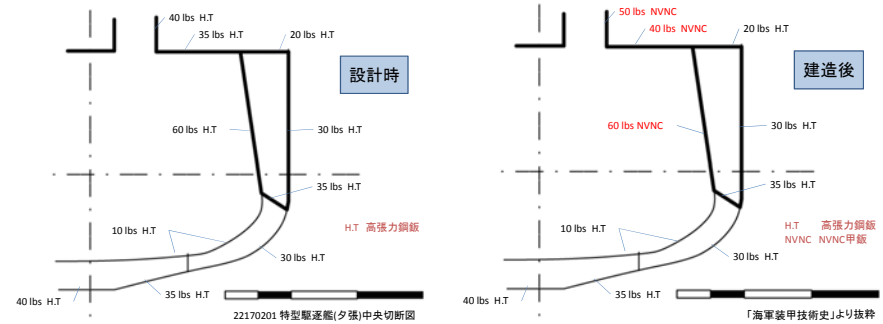 40 lbs H.T
35 lbs H.T
20 lbs H.T
設計時
60 lbs H.T
30 lbs H.T
35 lbs H.T
10 lbs H.T
H.T 高張力鋼鈑
30 lbs H.T
35 lbs H.T
40 lbs H.T
22170201 特型駆逐艦(夕張)中央切断図
50 lbs NVNC
40 lbs NVNC
20 lbs H.T
建造後
60 lbs NVNC
30 lbs H.T
35 lbs H.T
10 lbs H.T
H.T 高張力鋼鈑
NVNC NVNC甲鈑
30 lbs H.T
35 lbs H.T
40 lbs H.T
「海軍装甲技術史」より抜粋